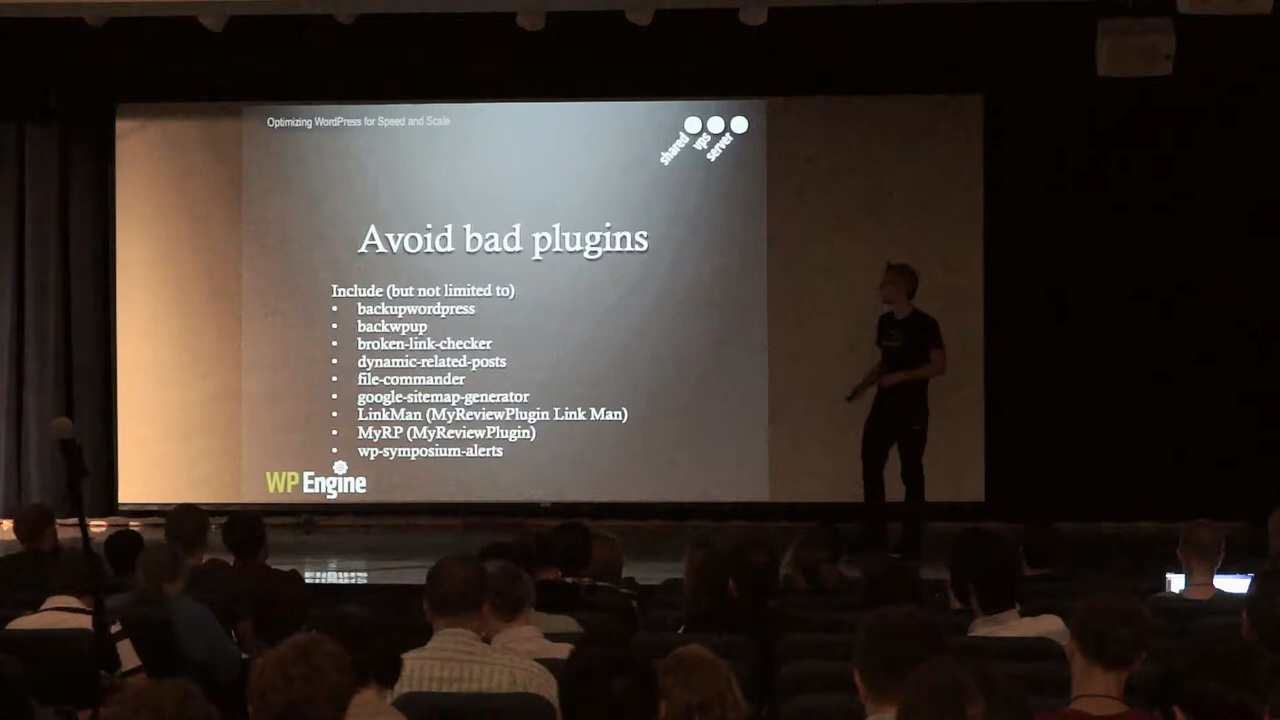 Optimizing WordPress for Speed and Scale
shared vps server
Avoid bad plugins
Include (but not limited to)
• backupwordpress
• backwpup
• broken-link-checker
• dynamic-related-posts
• file-commander
• google-sitemap-generator
• LinkMan (MyReviewPlugin Link Man)
• MyRP (MyReviewPlugin)
• wp-symposium-alerts
WP Engine